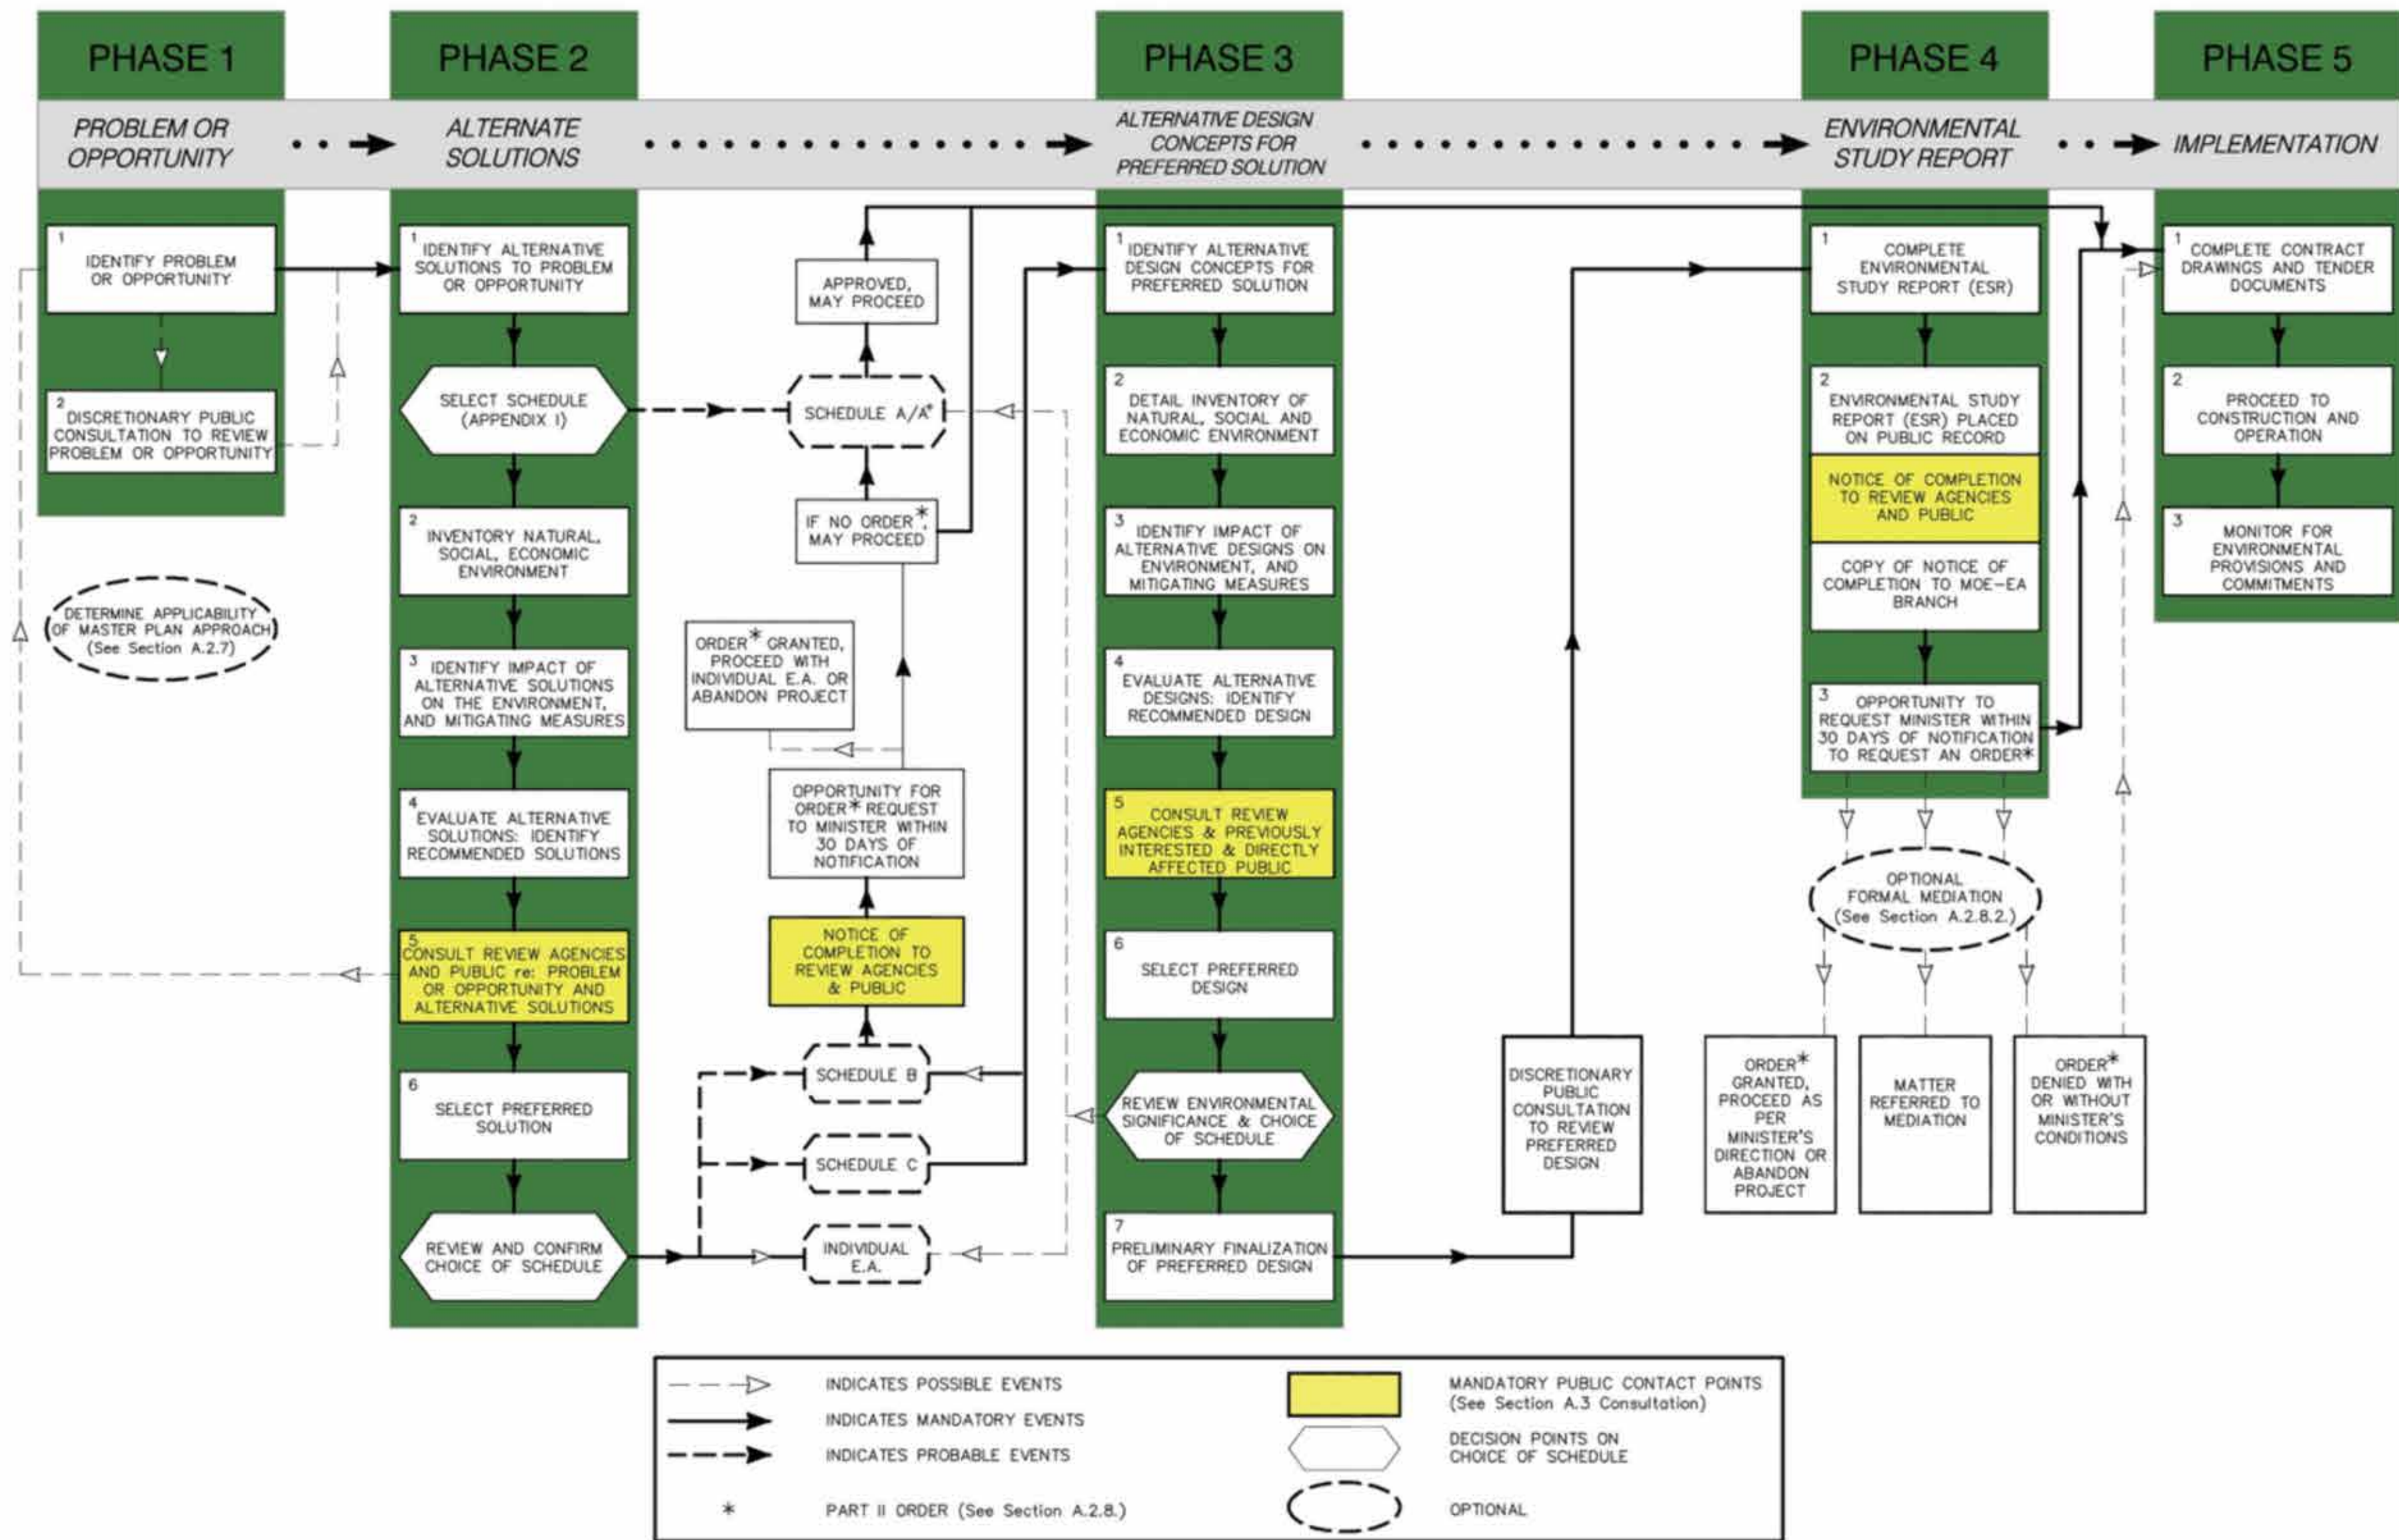 PHASE 1
PHASE 2
PHASE 3
PHASE 4
PHASE 5
PROBLEM OR
OPPORTUNITY
ALTERNATE
SOLUTIONS
ALTERNATIVE DESIGN
CONCEPTS FOR
PREFERRED SOLUTION
ENVIRONMENTAL
STUDY REPORT
IMPLEMENTATION
1
IDENTIFY PROBLEM
OR OPPORTUNITY
2
DISCRETIONARY PUBLIC
CONSULTATION TO REVIEW
PROBLEM OR OPPORTUNITY
DETERMINE APPLICABILITY
OF MASTER PLAN APPROACH
(See Section A.2.7)
1
IDENTIFY ALTERNATIVE
SOLUTIONS TO PROBLEM
OR OPPORTUNITY
SELECT SCHEDULE
(APPENDIX I)
2
INVENTORY NATURAL,
SOCIAL, ECONOMIC
ENVIRONMENT
3
IDENTIFY IMPACT OF
ALTERNATIVE SOLUTIONS
ON THE ENVIRONMENT,
AND MITIGATING MEASURES
4
EVALUATE ALTERNATIVE
SOLUTIONS: IDENTIFY
RECOMMENDED SOLUTIONS
5
CONSULT REVIEW AGENCIES
AND PUBLIC re: PROBLEM
OR OPPORTUNITY AND
ALTERNATIVE SOLUTIONS
6
SELECT PREFERRED
SOLUTION
REVIEW AND CONFIRM
CHOICE OF SCHEDULE
APPROVED,
MAY PROCEED
SCHEDULE A/A+
IF NO ORDER*,
MAY PROCEED
ORDER* GRANTED,
PROCEED WITH
INDIVIDUAL E.A. OR
ABANDON PROJECT
OPPORTUNITY FOR
ORDER* REQUEST
TO MINISTER WITHIN
30 DAYS OF
NOTIFICATION
NOTICE OF
COMPLETION TO
REVIEW AGENCIES
& PUBLIC
SCHEDULE B
SCHEDULE C
INDIVIDUAL
E.A.
1
IDENTIFY ALTERNATIVE
DESIGN CONCEPTS FOR
PREFERRED SOLUTION
2
DETAIL INVENTORY OF
NATURAL, SOCIAL AND
ECONOMIC ENVIRONMENT
3
IDENTIFY IMPACT OF
ALTERNATIVE DESIGNS ON
ENVIRONMENT, AND
MITIGATING MEASURES
4
EVALUATE ALTERNATIVE
DESIGNS: IDENTIFY
RECOMMENDED DESIGN
5
CONSULT REVIEW
AGENCIES & PREVIOUSLY
INTERESTED & DIRECTLY
AFFECTED PUBLIC
6
SELECT PREFERRED
DESIGN
REVIEW ENVIRONMENTAL
SIGNIFICANCE & CHOICE
OF SCHEDULE
7
PRELIMINARY FINALIZATION
OF PREFERRED DESIGN
DISCRETIONARY
PUBLIC
CONSULTATION
TO REVIEW
PREFERRED
DESIGN
1
COMPLETE
ENVIRONMENTAL
STUDY REPORT (ESR)
2
ENVIRONMENTAL STUDY
REPORT (ESR) PLACED
ON PUBLIC RECORD
NOTICE OF COMPLETION
TO REVIEW AGENCIES
AND PUBLIC
COPY OF NOTICE OF
COMPLETION TO MOE-EA
BRANCH
3
OPPORTUNITY TO
REQUEST MINISTER WITHIN
30 DAYS OF NOTIFICATION
TO REQUEST AN ORDER*
OPTIONAL
FORMAL MEDIATION
(See Section A.2.8.2.)
ORDER*
GRANTED,
PROCEED AS
PER
MINISTER'S
DIRECTION OR
ABANDON
PROJECT
MATTER
REFERRED TO
MEDIATION
ORDER*
DENIED WITH
OR WITHOUT
MINISTER'S
CONDITIONS
1
COMPLETE CONTRACT
DRAWINGS AND TENDER
DOCUMENTS
2
PROCEED TO
CONSTRUCTION AND
OPERATION
3
MONITOR FOR
ENVIRONMENTAL
PROVISIONS AND
COMMITMENTS
INDICATES POSSIBLE EVENTS
INDICATES MANDATORY EVENTS
INDICATES PROBABLE EVENTS
* PART II ORDER (See Section A.2.8.)
MANDATORY PUBLIC CONTACT POINTS
(See Section A.3 Consultation)
DECISION POINTS ON
CHOICE OF SCHEDULE
OPTIONAL